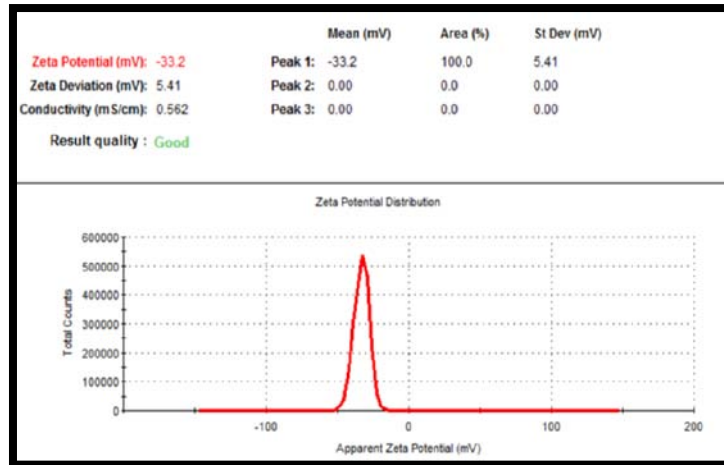 Mean (mV) Area (%) St Dev (mV)
Zeta Potential (mV): -33.2 Peak 1: -33.2 100.0 5.41
Zeta Deviation (mV): 5.41 Peak 2: 0.00 0.0 0.00
Conductivity (mS/cm): 0.562 Peak 3: 0.00 0.0 0.00
Result quality : Good
Zeta Potential Distribution
600000
500000
400000
300000
200000
100000
0
Total Counts
-100 0 100 200
Apparent Zeta Potential (mV)